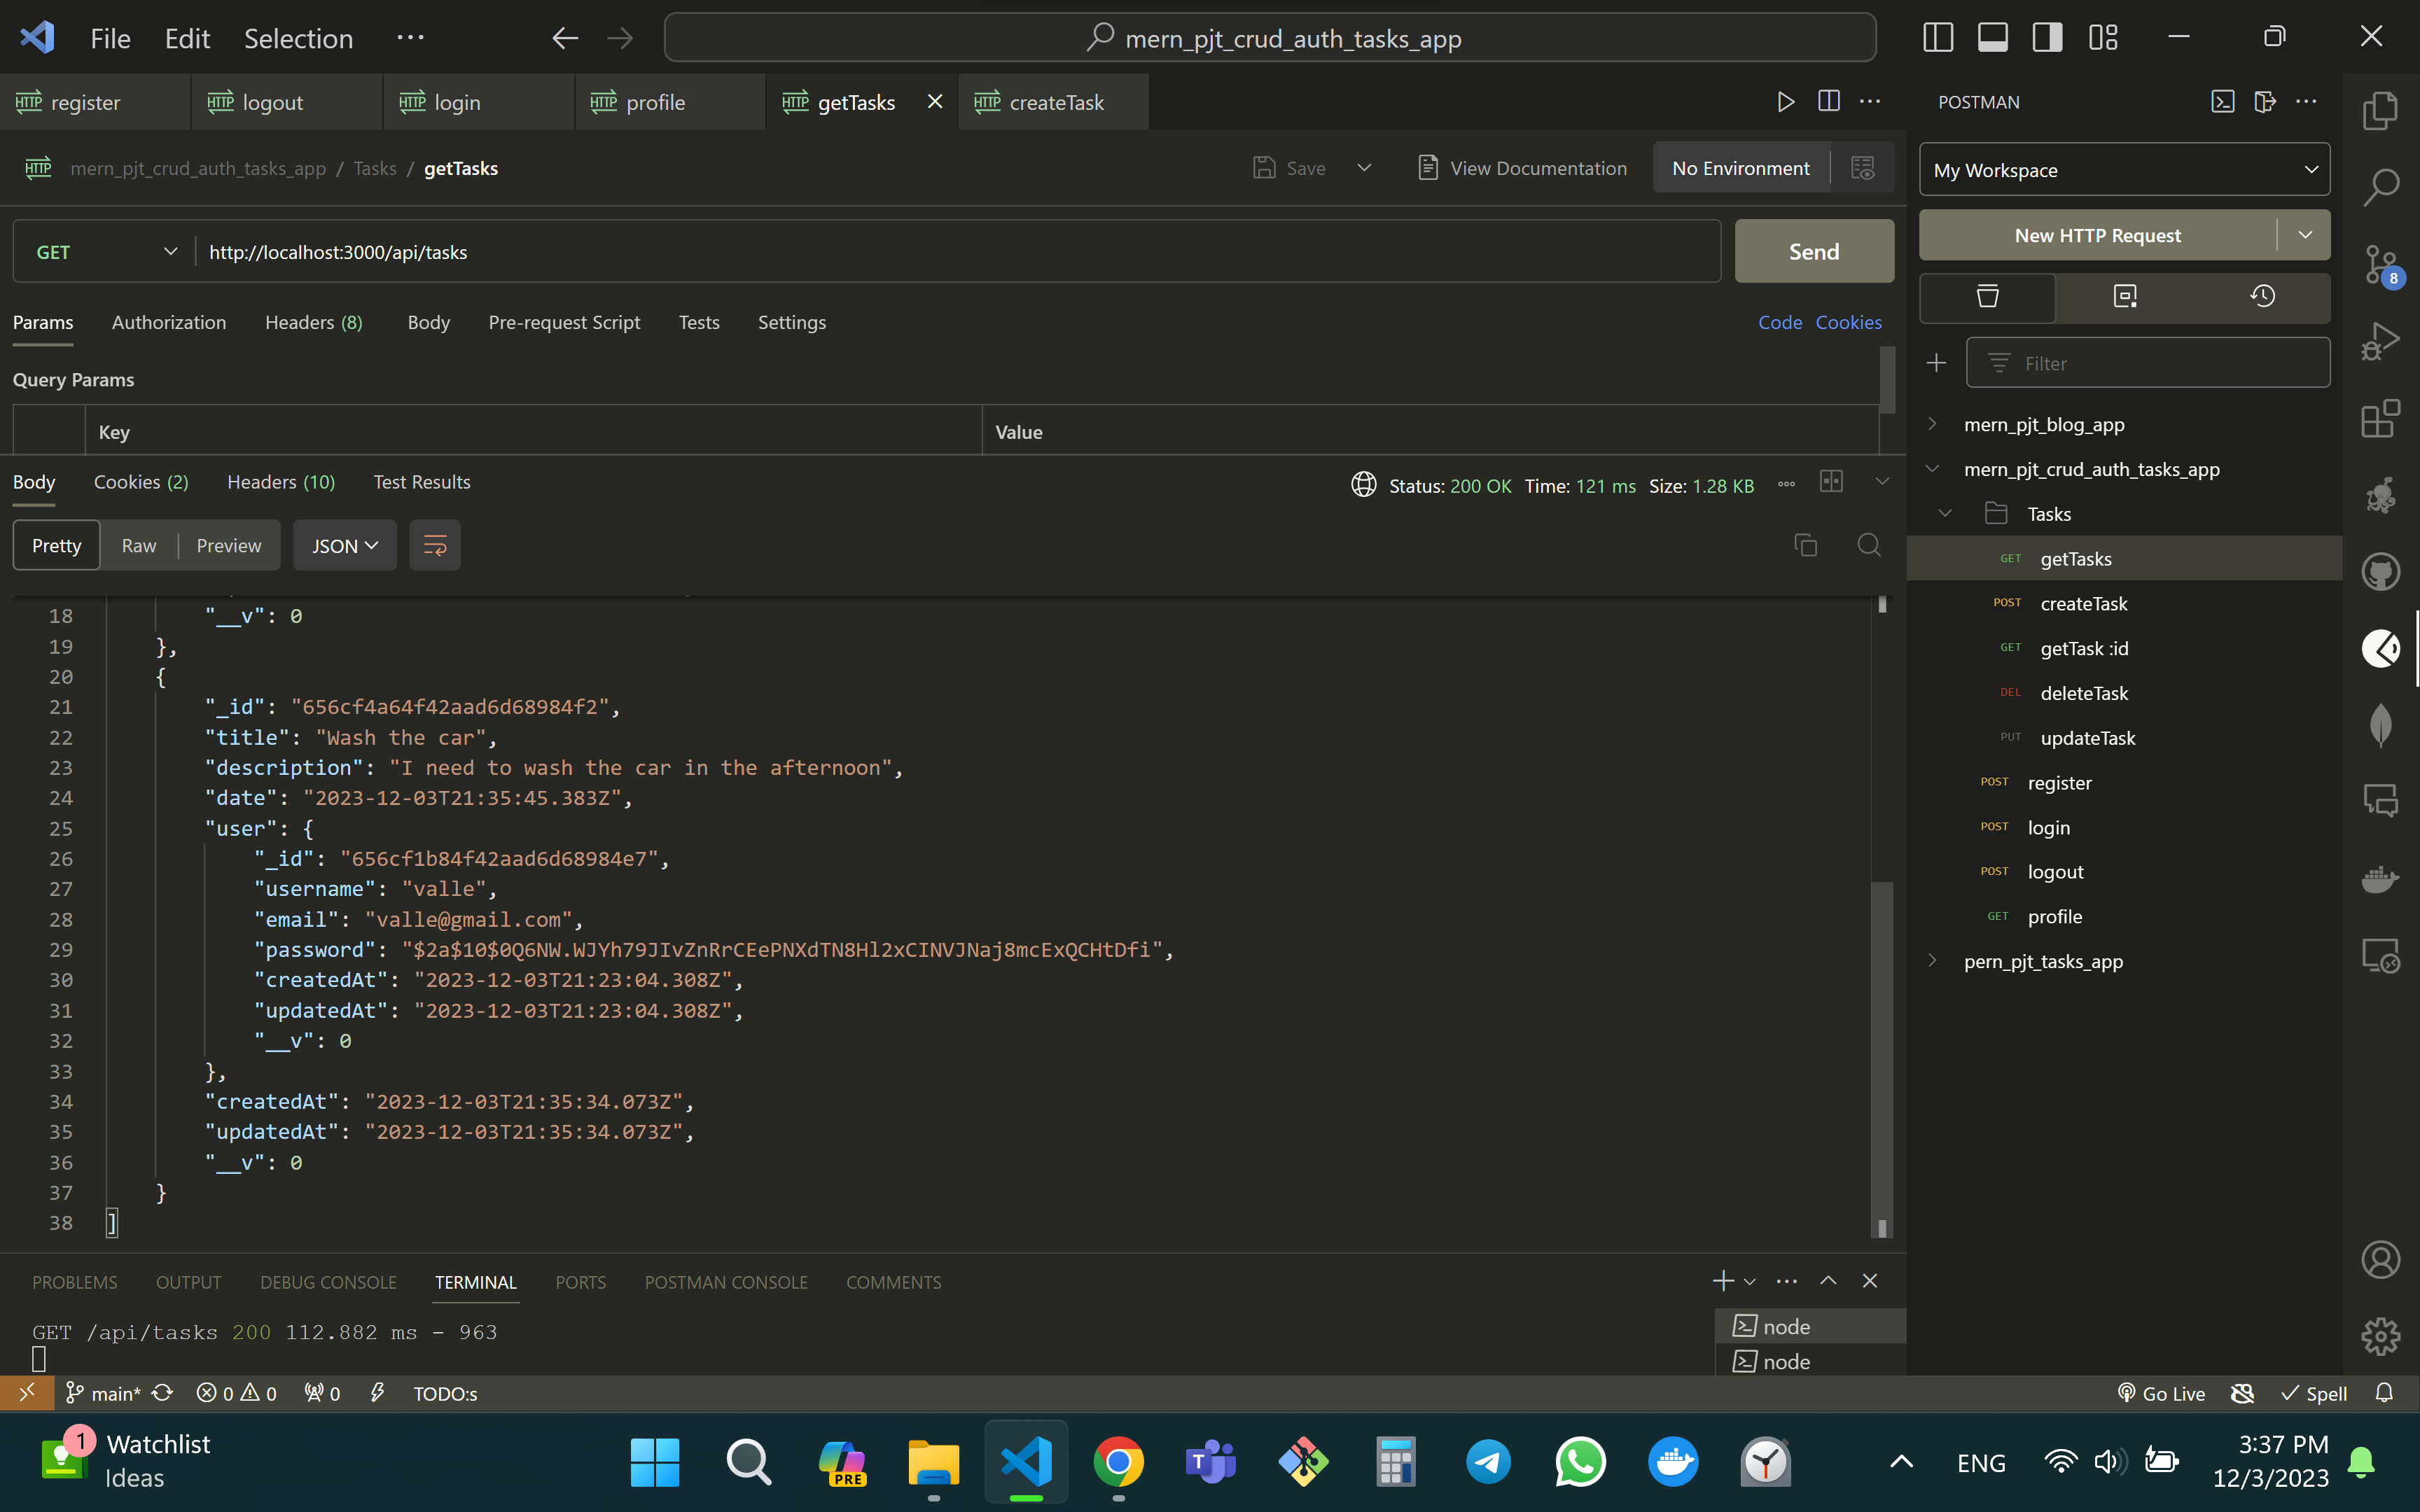 File Edit Selection ··· mern_pjt_crud_auth_tasks_app
HTTP register HTTP logout HTTP login HTTP profile HTTP getTasks HTTP createTask
HTTP mern_pjt_crud_auth_tasks_app / Tasks / getTasks Save View Documentation No Environment
GET http://localhost:3000/api/tasks Send
Params Authorization Headers (8) Body Pre-request Script Tests Settings Code Cookies
Query Params
Key Value
Body Cookies (2) Headers (10) Test Results Status: 200 OK Time: 121 ms Size: 1.28 KB
Pretty Raw Preview JSON
18 "__v": 0
19 },
20 {
21 "_id": "656cf4a64f42aad6d68984f2",
22 "title": "Wash the car",
23 "description": "I need to wash the car in the afternoon",
24 "date": "2023-12-03T21:35:45.383Z",
25 "user": {
26 "_id": "656cf1b84f42aad6d68984e7",
27 "username": "valle",
28 "email": "valle@gmail.com",
29 "password": "$2a$10$0Q6NW.WJYh79JIvZnRrCEePNXdTN8Hl2xCINVJNaj8mcExQCHtDfi",
30 "createdAt": "2023-12-03T21:23:04.308Z",
31 "updatedAt": "2023-12-03T21:23:04.308Z",
32 "__v": 0
33 },
34 "createdAt": "2023-12-03T21:35:34.073Z",
35 "updatedAt": "2023-12-03T21:35:34.073Z",
36 "__v": 0
37 }
38 ]
PROBLEMS OUTPUT DEBUG CONSOLE TERMINAL PORTS POSTMAN CONSOLE COMMENTS
GET /api/tasks 200 112.882 ms - 963
node
node
POSTMAN
My Workspace
New HTTP Request
Filter
mern_pjt_blog_app
mern_pjt_crud_auth_tasks_app
Tasks
GET getTasks
POST createTask
GET getTask :id
DEL deleteTask
PUT updateTask
POST register
POST login
POST logout
GET profile
pern_pjt_tasks_app
8
main* 0 0 0 TODO:s Go Live Spell
1 Watchlist
Ideas
PRE
T
ENG
3:37 PM
12/3/2023